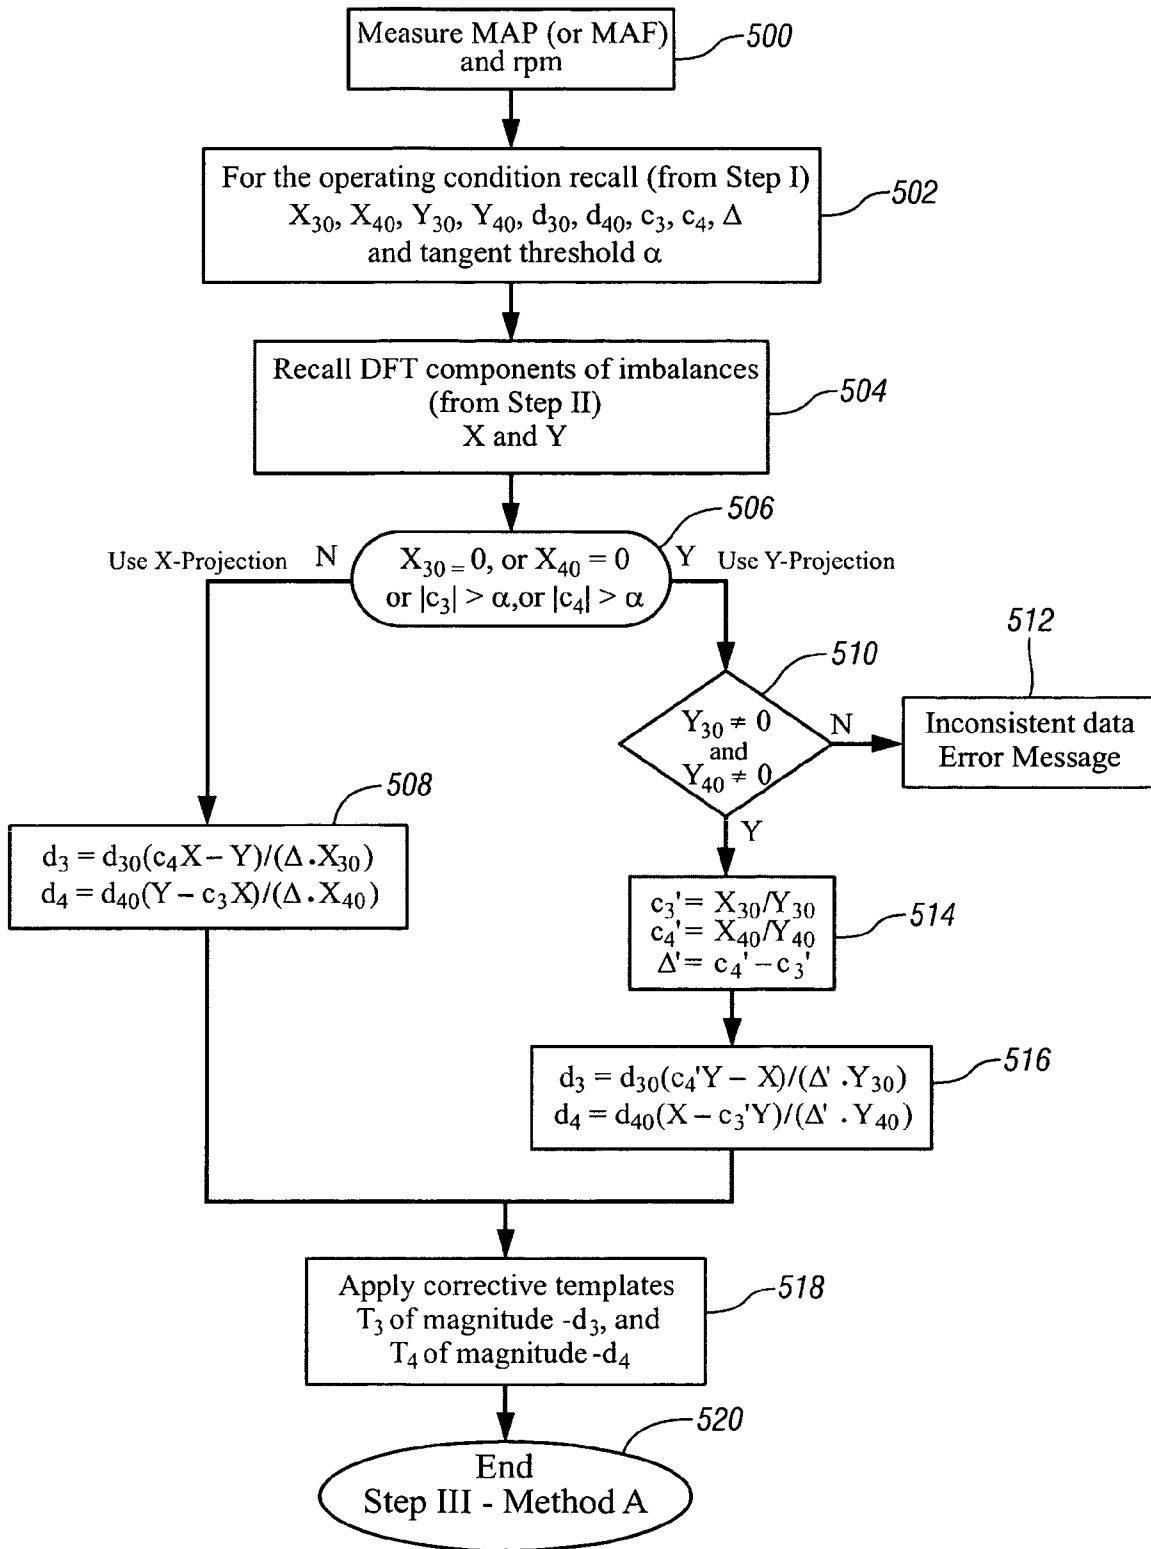 Measure MAP (or MAF)
and rpm
500
For the operating condition recall (from Step I)
X₃₀, X₄₀, Y₃₀, Y₄₀, d₃₀, d₄₀, c₃, c₄, Δ
and tangent threshold α
502
Recall DFT components of imbalances
(from Step II)
X and Y
504
506
Use X-Projection N
X₃₀ = 0, or X₄₀ = 0
or |c₃| > α,or |c₄| > α
Y Use Y-Projection
510
512
Y₃₀ ≠ 0
and
Y₄₀ ≠ 0
N
Y
Inconsistent data
Error Message
508
d₃ = d₃₀(c₄X – Y)/(Δ.X₃₀)
d₄ = d₄₀(Y – c₃X)/(Δ.X₄₀)
c₃' = X₃₀/Y₃₀
c₄' = X₄₀/Y₄₀
Δ' = c₄' – c₃'
514
d₃ = d₃₀(c₄'Y – X)/(Δ' .Y₃₀)
d₄ = d₄₀(X – c₃'Y)/(Δ' .Y₄₀)
516
Apply corrective templates
T₃ of magnitude -d₃, and
T₄ of magnitude -d₄
518
520
End
Step III - Method A